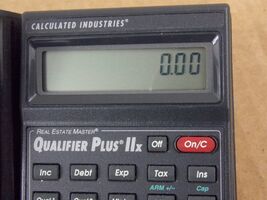 CALCULATED INDUSTRIES®
0.00
REAL ESTATE MASTER®
QUALIFIER PLUS® IIx Off On/C
Inc Debt Exp Tax Ins
ARM +/- Cap